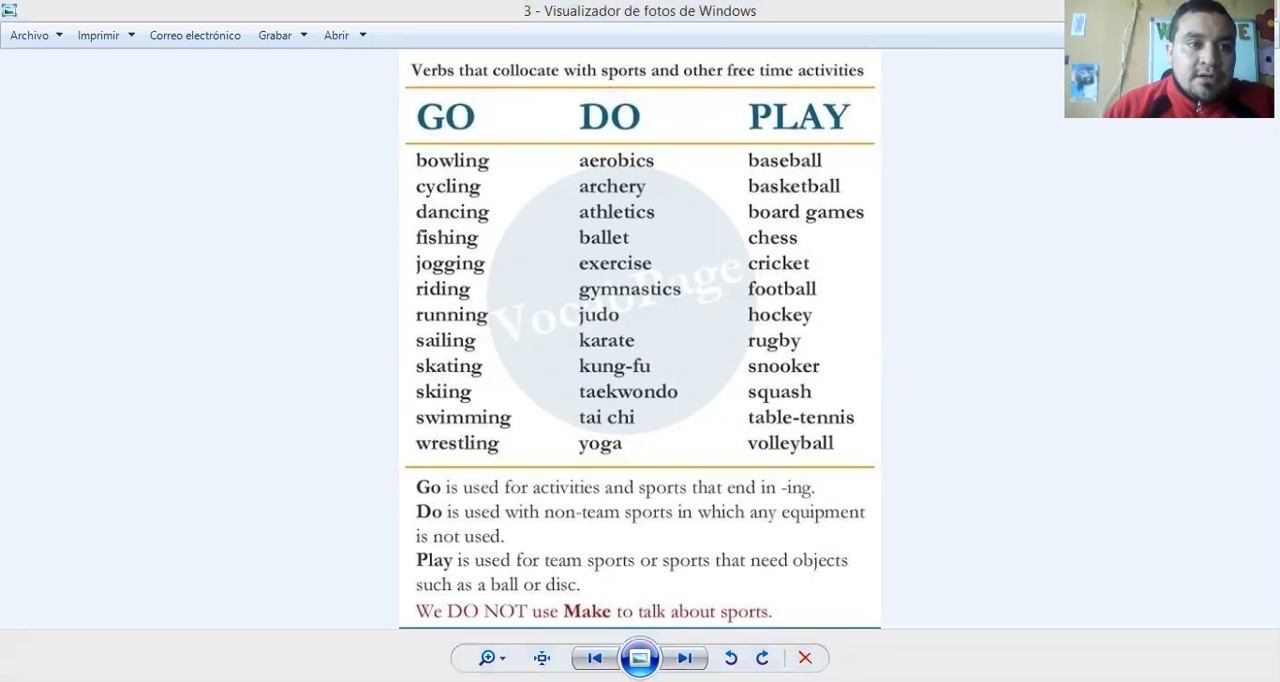 3 - Visualizador de fotos de Windows
Archivo Imprimir Correo electrónico Grabar Abrir
Verbs that collocate with sports and other free time activities
GO DO PLAY
bowling aerobics baseball
cycling archery basketball
dancing athletics board games
fishing ballet chess
jogging exercise cricket
riding gymnastics football
running judo hockey
sailing karate rugby
skating kung-fu snooker
skiing taekwondo squash
swimming tai chi table-tennis
wrestling yoga volleyball
VocabPage
Go is used for activities and sports that end in -ing.
Do is used with non-team sports in which any equipment
is not used.
Play is used for team sports or sports that need objects
such as a ball or disc.
We DO NOT use Make to talk about sports.